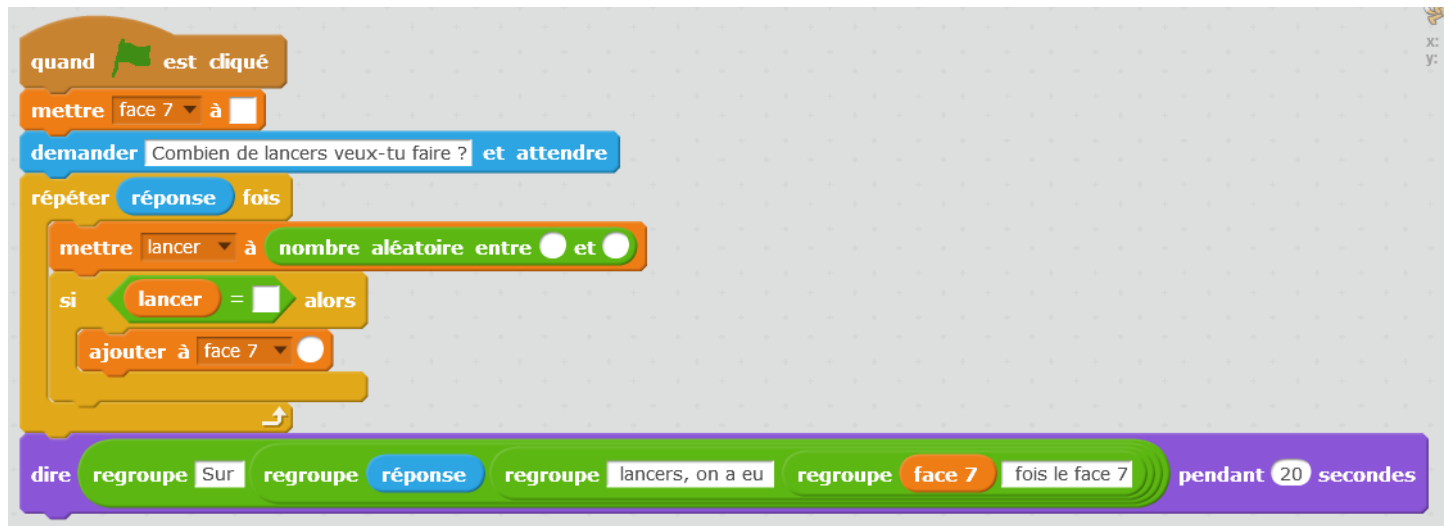 x:
y:
quand est cliqué
mettre face 7 à
demander Combien de lancers veux-tu faire ? et attendre
répéter réponse fois
mettre lancer à nombre aléatoire entre et
si lancer = alors
ajouter à face 7
dire regroupe Sur regroupe réponse regroupe lancers, on a eu regroupe face 7 fois le face 7 pendant 20 secondes